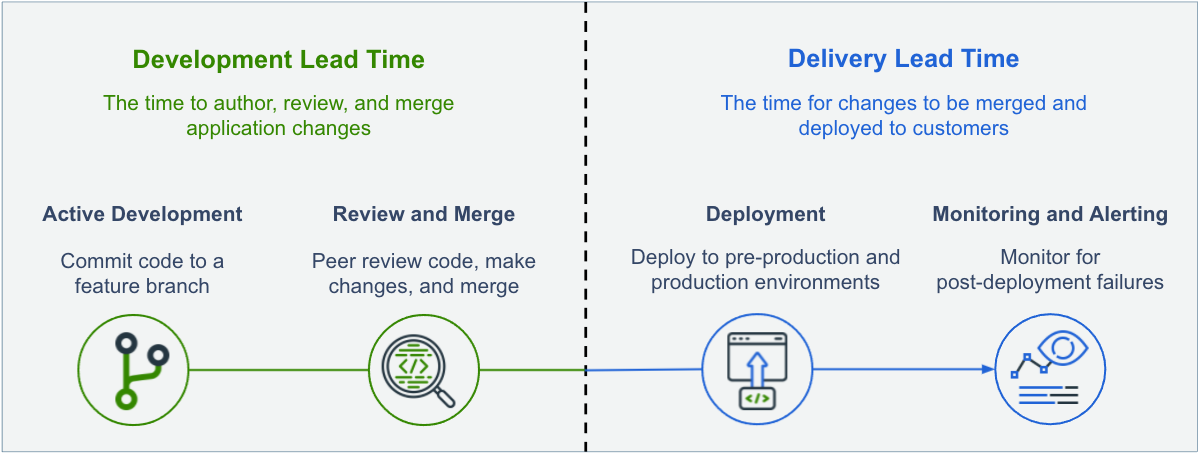 Development Lead Time
The time to author, review, and merge
application changes
Active Development
Commit code to a
feature branch
Review and Merge
Peer review code, make
changes, and merge
</>
Delivery Lead Time
The time for changes to be merged and
deployed to customers
Deployment
Deploy to pre-production and
production environments
</>
Monitoring and Alerting
Monitor for
post-deployment failures